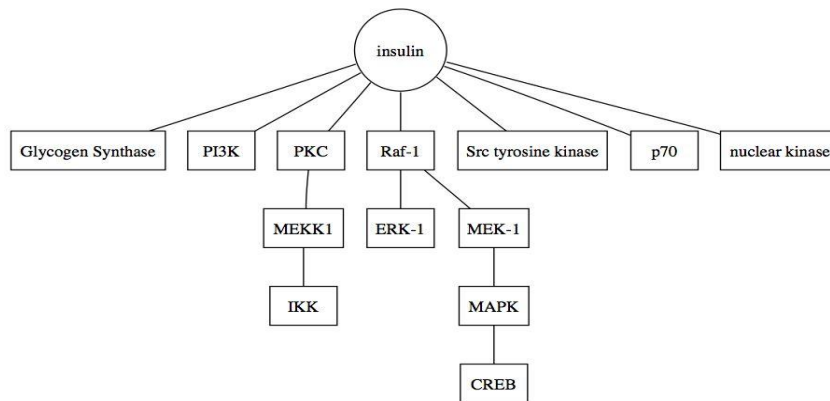 insulin
Glycogen Synthase
PI3K
PKC
Raf-1
Src tyrosine kinase
p70
nuclear kinase
MEKK1
ERK-1
MEK-1
IKK
MAPK
CREB